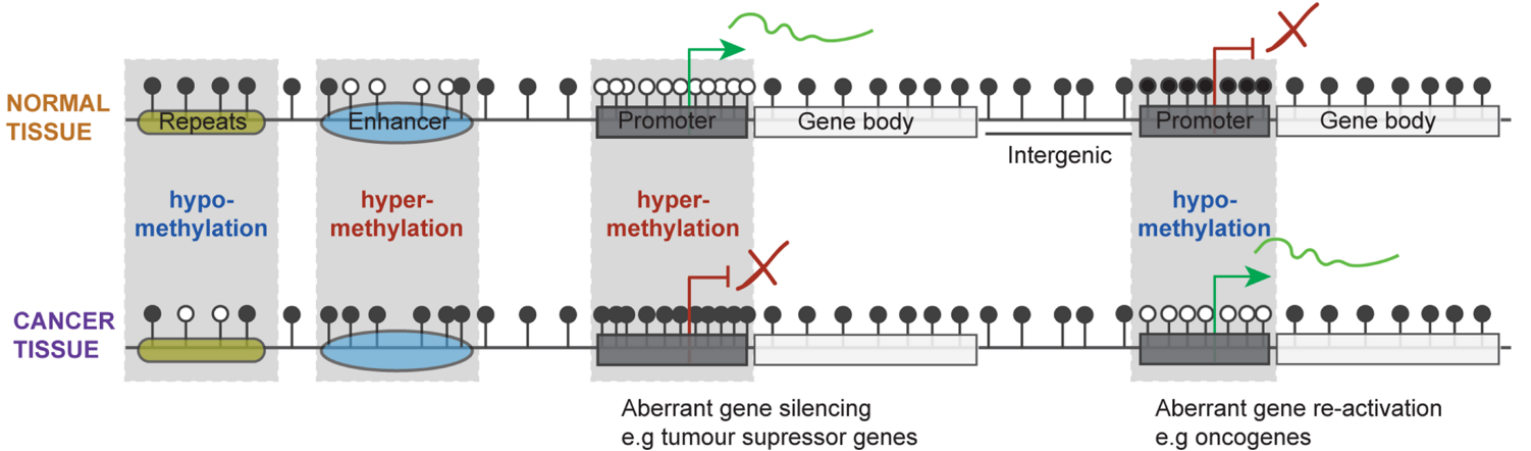 NORMAL
TISSUE
Repeats
Enhancer
Promoter
Gene body
Intergenic
Promoter
Gene body
hypo-
methylation
hyper-
methylation
hyper-
methylation
hypo-
methylation
CANCER
TISSUE
Aberrant gene silencing
e.g tumour supressor genes
Aberrant gene re-activation
e.g oncogenes